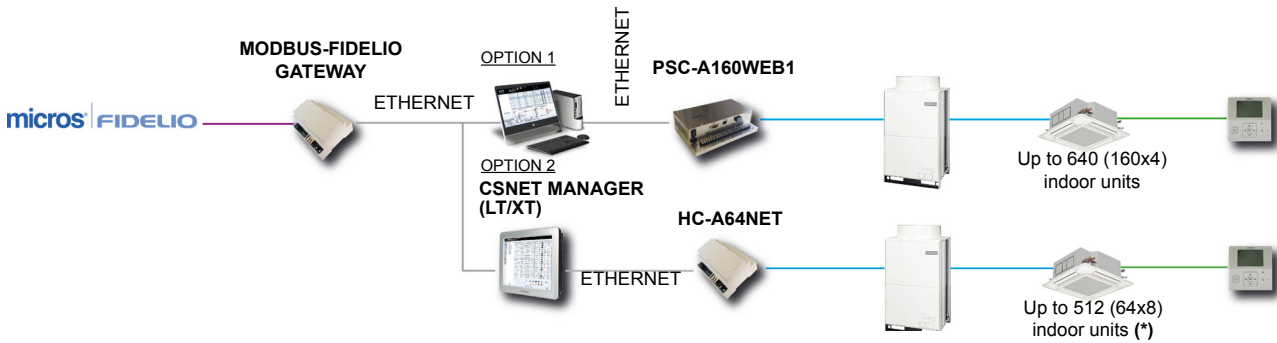 MODBUS-FIDELIO
GATEWAY
micros® FIDELIO
ETHERNET
OPTION 1
ETHERNET
PSC-A160WEB1
Up to 640 (160x4)
indoor units
OPTION 2
CSNET MANAGER
(LT/XT)
ETHERNET
HC-A64NET
Up to 512 (64x8)
indoor units (*)